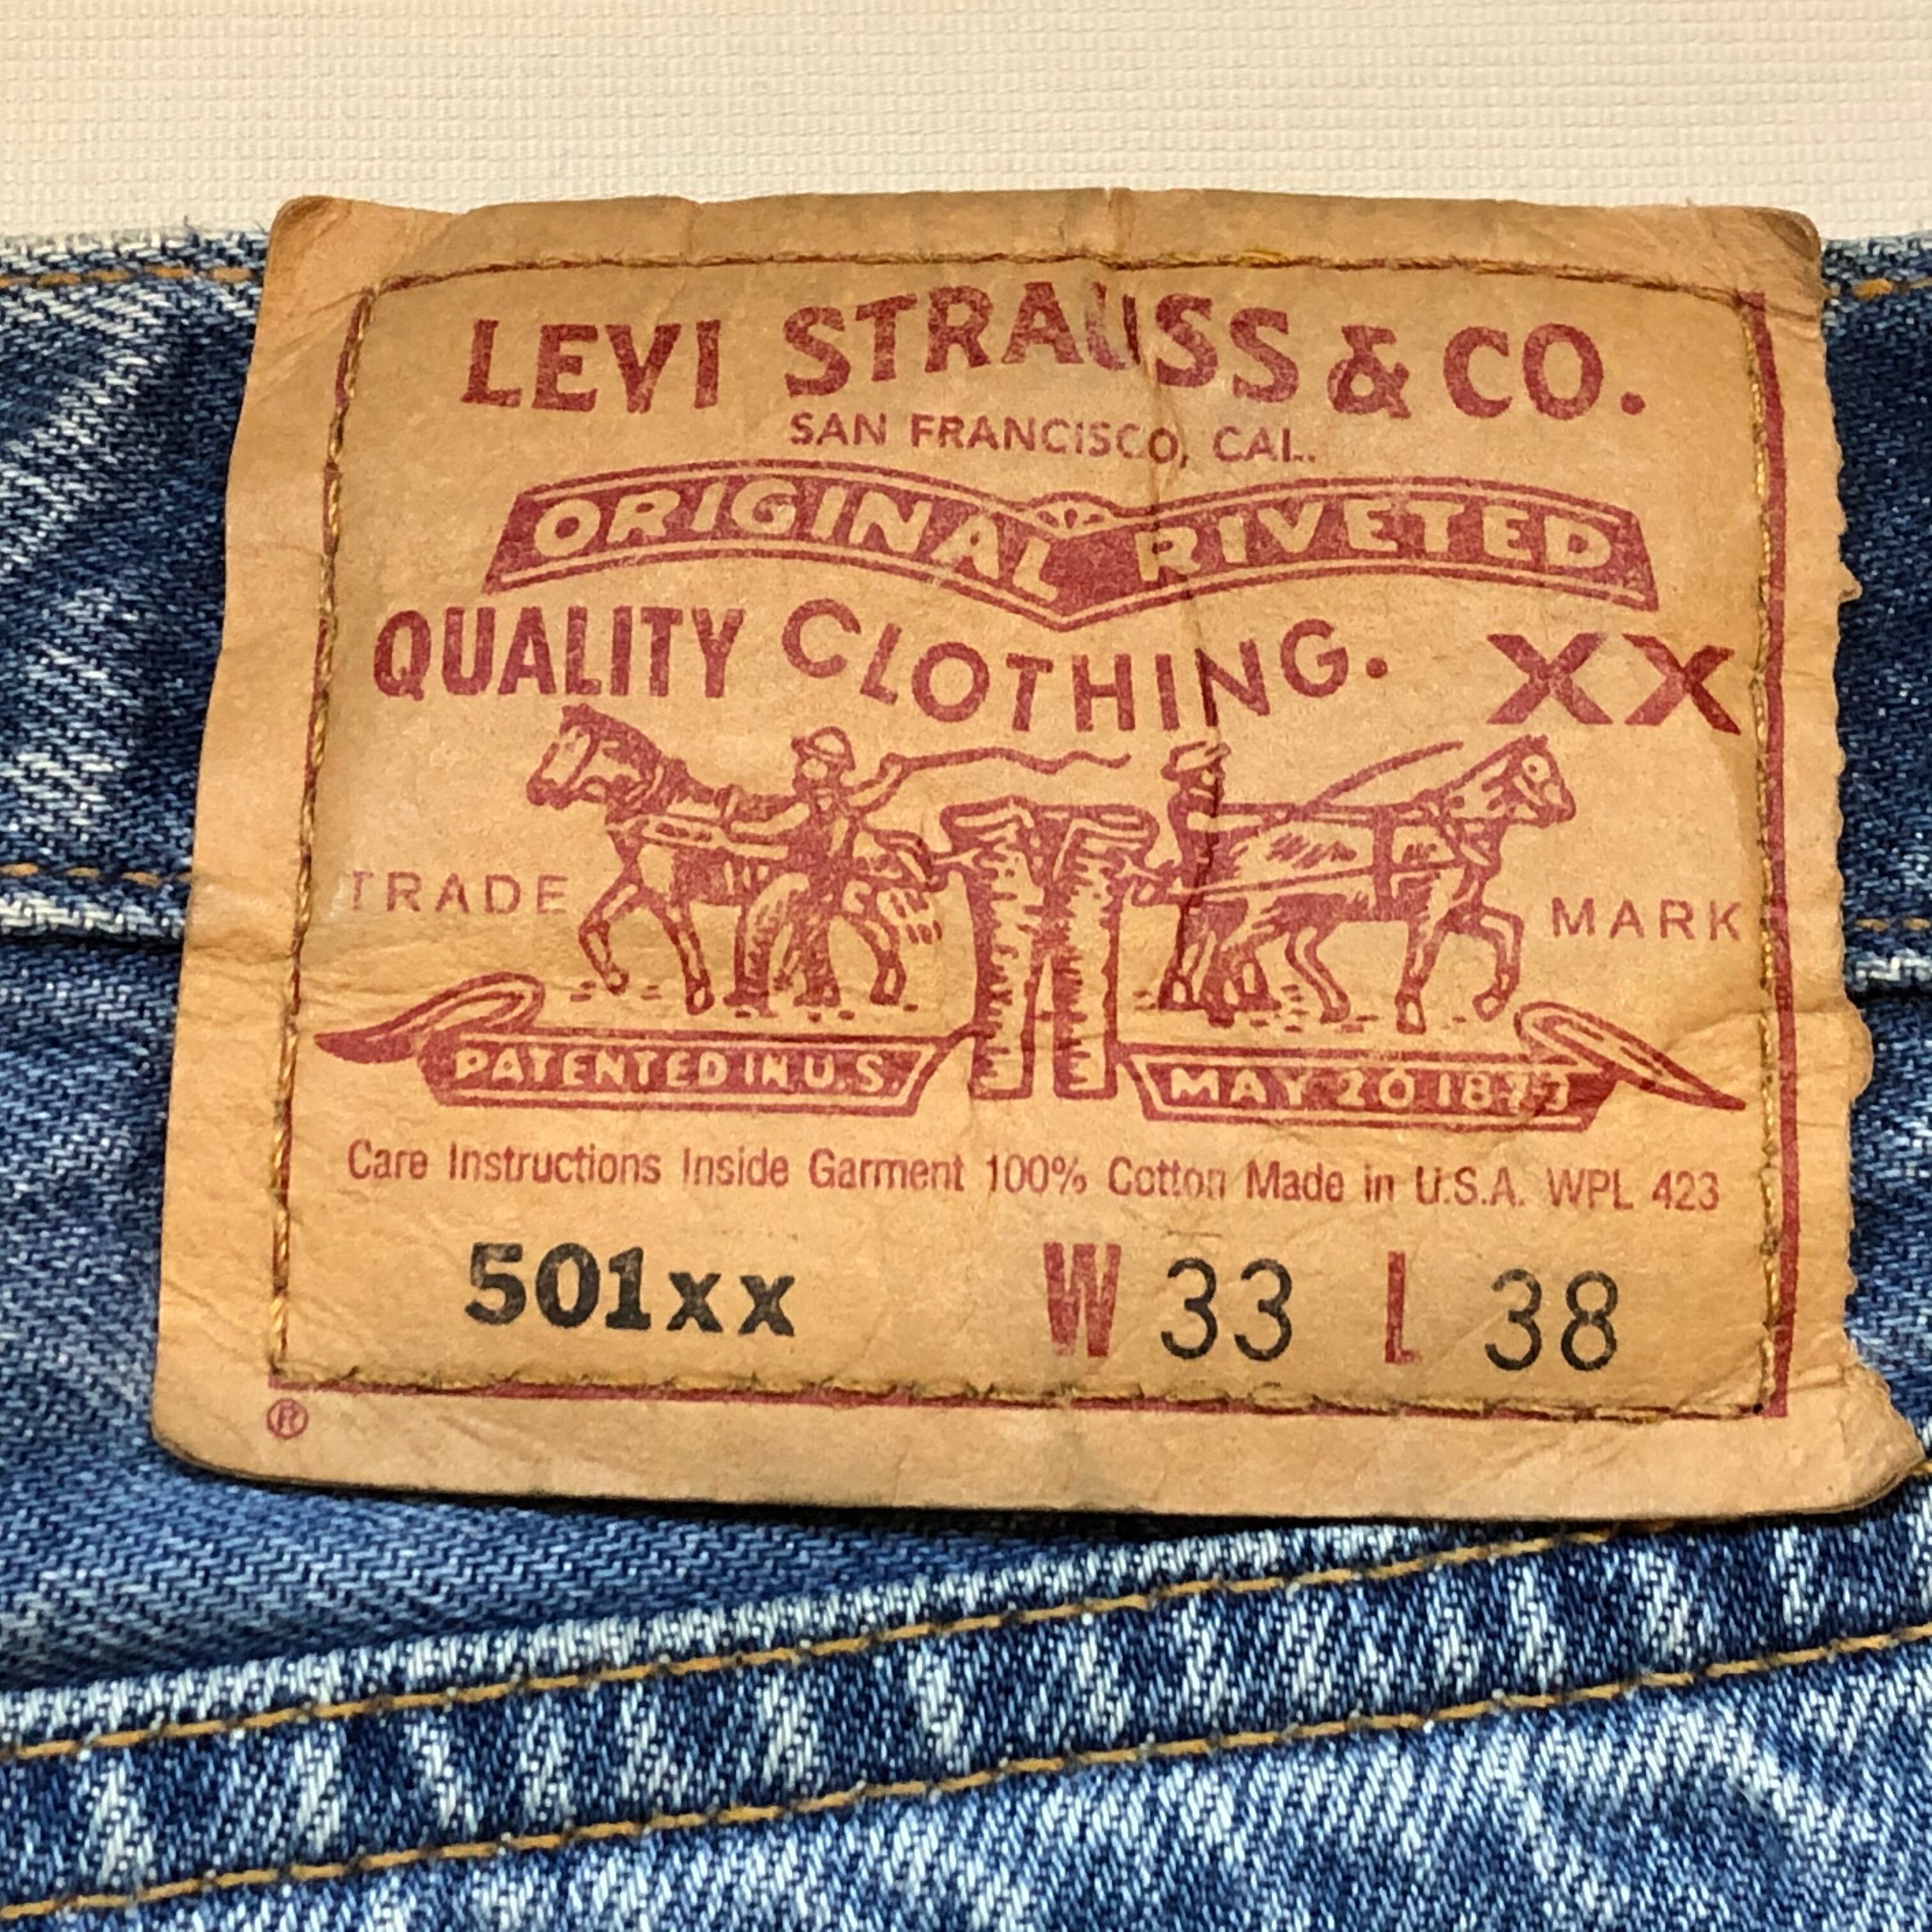 LEVI STRAUSS & CO.
SAN FRANCISCO, CAL.
ORIGINAL RIVETED
QUALITY CLOTHING. XX
TRADE MARK
PATENTED IN U.S. MAY 20 1873
Care Instructions Inside Garment 100% Cotton Made in U.S.A. WPL 423
501xx W 33 L 38
®